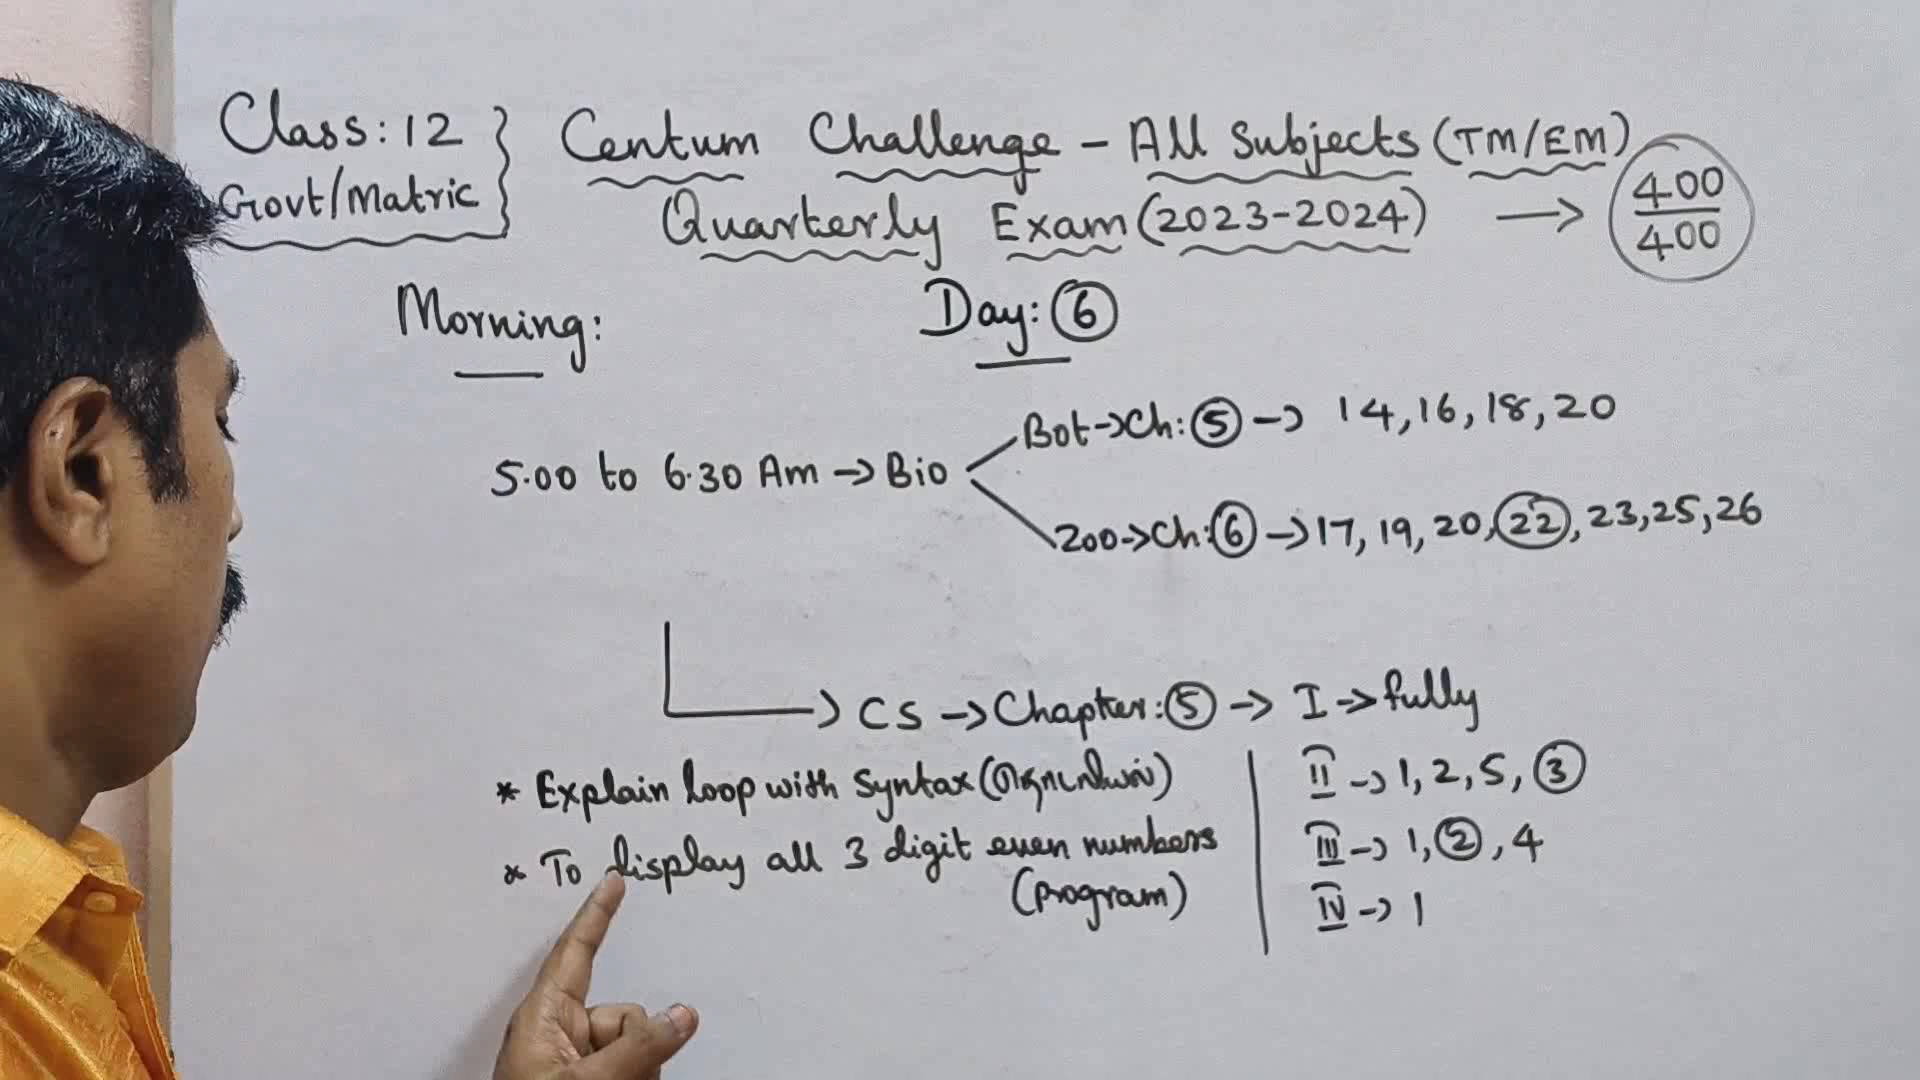 Class: 12 } Centum Challenge - All Subjects (TM/EM)
Govt/Matric Quarterly Exam (2023-2024) → 400/400
Morning: Day: 6
Bot → Ch: 5 → 14, 16, 18, 20
5.00 to 6.30 Am → Bio
Zoo → Ch: 6 → 17, 19, 20, 22, 23, 25, 26
→ CS → Chapter: 5 → I → fully
* Explain loop with syntax ( II → 1, 2, 5, 3
* To display all 3 digit even numbers III → 1, 2, 4
(Program) IV → 1